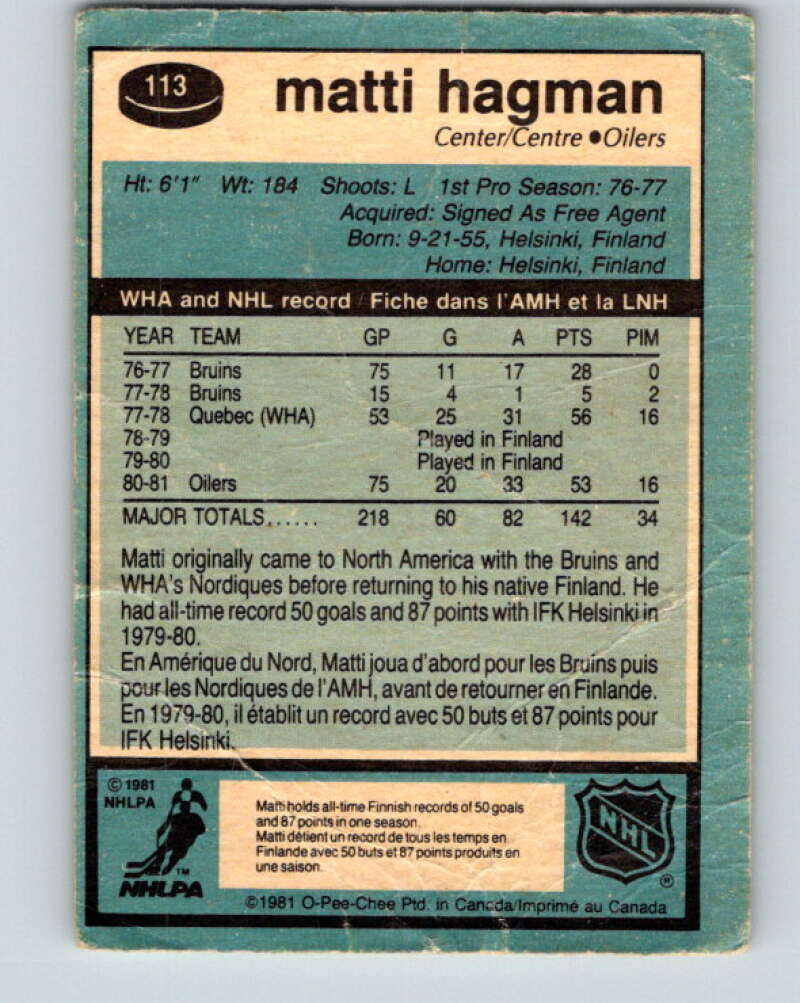 113
matti hagman
Center/Centre ●Oilers
Ht: 6'1" Wt: 184 Shoots: L 1st Pro Season: 76-77
Acquired: Signed As Free Agent
Born: 9-21-55, Helsinki, Finland
Home: Helsinki, Finland
WHA and NHL record / Fiche dans l'AMH et la LNH
YEAR TEAM GP G A PTS PIM
76-77 Bruins 75 11 17 28 0
77-78 Bruins 15 4 1 5 2
77-78 Quebec (WHA) 53 25 31 56 16
78-79 Played in Finland
79-80 Played in Finland
80-81 Oilers 75 20 33 53 16
MAJOR TOTALS...... 218 60 82 142 34
Matti originally came to North America with the Bruins and
WHA's Nordiques before returning to his native Finland. He
had all-time record 50 goals and 87 points with IFK Helsinki in
1979-80.
En Amérique du Nord, Matti joua d'abord pour les Bruins puis
pour les Nordiques de l'AMH, avant de retourner en Finlande.
En 1979-80, il établit un record avec 50 buts et 87 points pour
IFK Helsinki.
© 1981
NHLPA
TM
NHLPA
Matti holds all-time Finnish records of 50 goals
and 87 points in one season.
Matti détient un record de tous les temps en
Finlande avec 50 buts et 87 points produits en
une saison.
NHL
®
©1981 O-Pee-Chee Ptd. in Canada/Imprimé au Canada